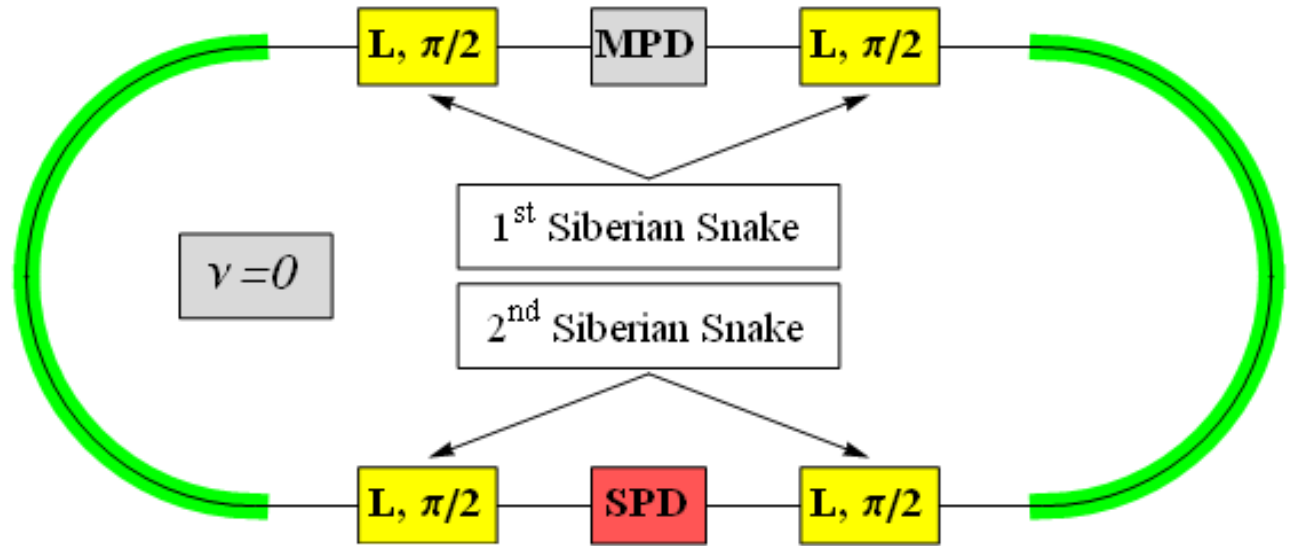 L, π/2 MPD L, π/2
1st Siberian Snake
ν =0
2nd Siberian Snake
L, π/2 SPD L, π/2